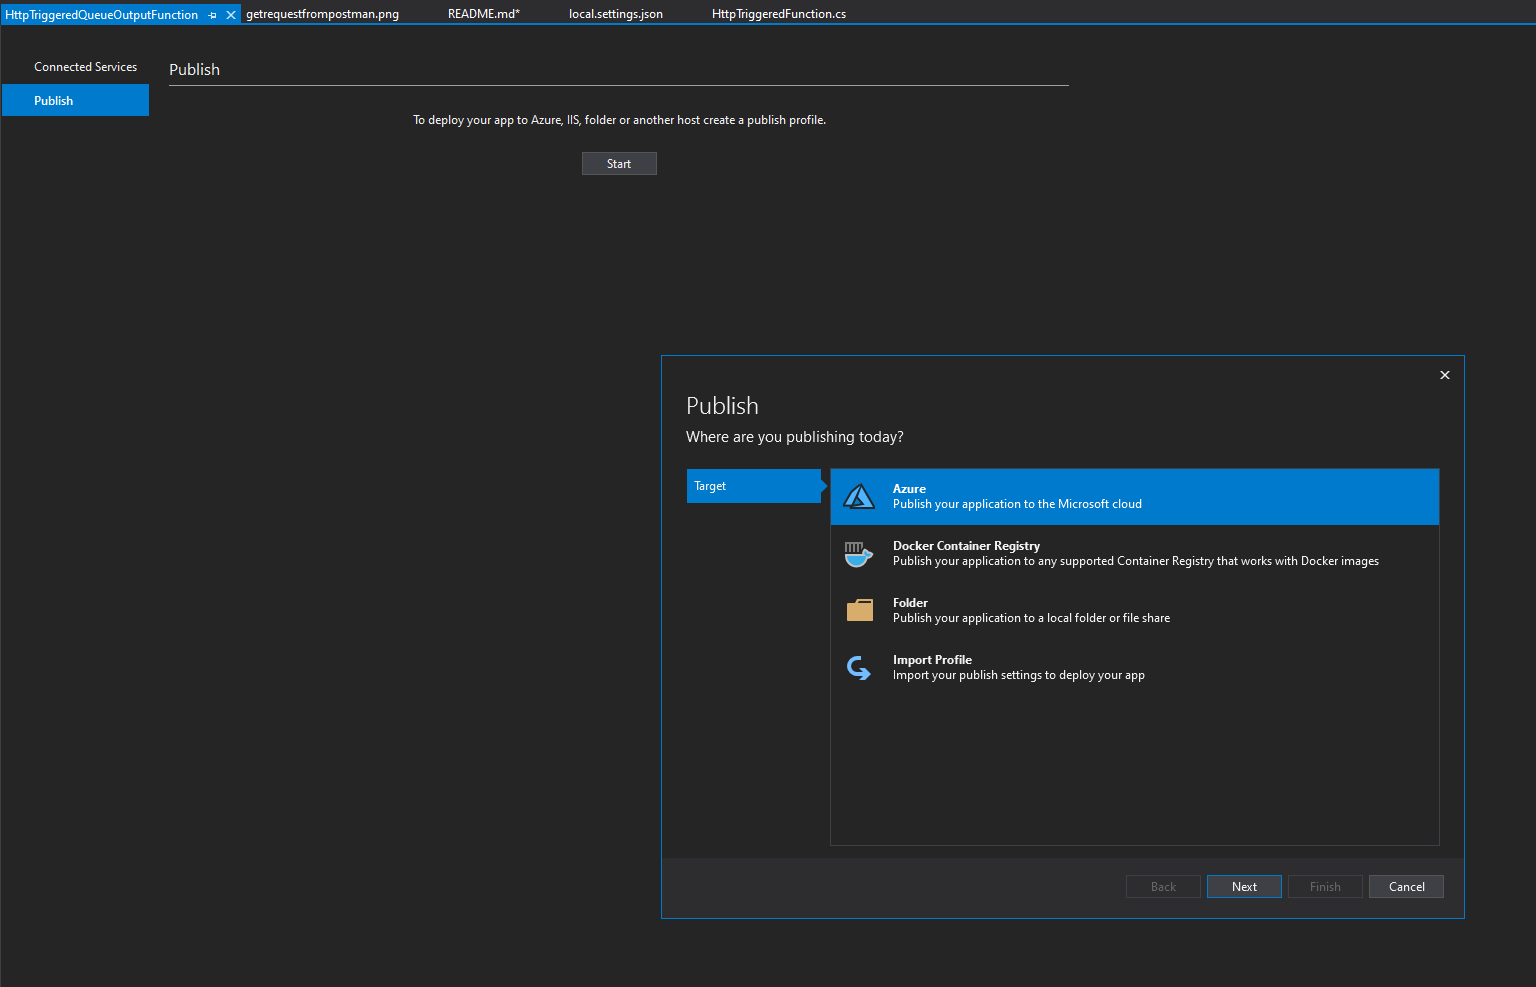 HttpTriggeredQueueOutputFunction getrequestfrompostman.png README.md* local.settings.json HttpTriggeredFunction.cs
Connected Services
Publish
Publish
To deploy your app to Azure, IIS, folder or another host create a publish profile.
Start
Publish
Where are you publishing today?
Target
Azure
Publish your application to the Microsoft cloud
Docker Container Registry
Publish your application to any supported Container Registry that works with Docker images
Folder
Publish your application to a local folder or file share
Import Profile
Import your publish settings to deploy your app
Back Next Finish Cancel